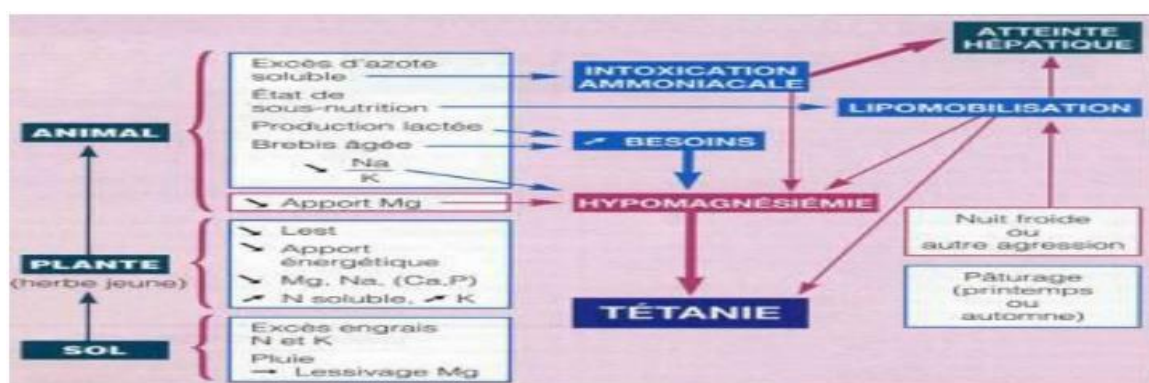 ATTEINTE
HÉPATIQUE
Excès d'azote
soluble
INTOXICATION
AMMONIACALE
État de
sous-nutrition
LIPOMOBILISATION
ANIMAL
Production lactée
Brebis âgée
↗ BESOINS
↘ Na
K
↘ Apport Mg
HYPOMAGNÉSIÉMIE
Nuit froide
ou
autre agression
PLANTE
(herbe jeune)
↘ Lest
↘ Apport
énergétique
↘ Mg, Na, (Ca,P)
↗ N soluble, ↗ K
TÉTANIE
Pâturage
(printemps
ou
automne)
SOL
Excès engrais
N et K
Pluie
→ Lessivage Mg